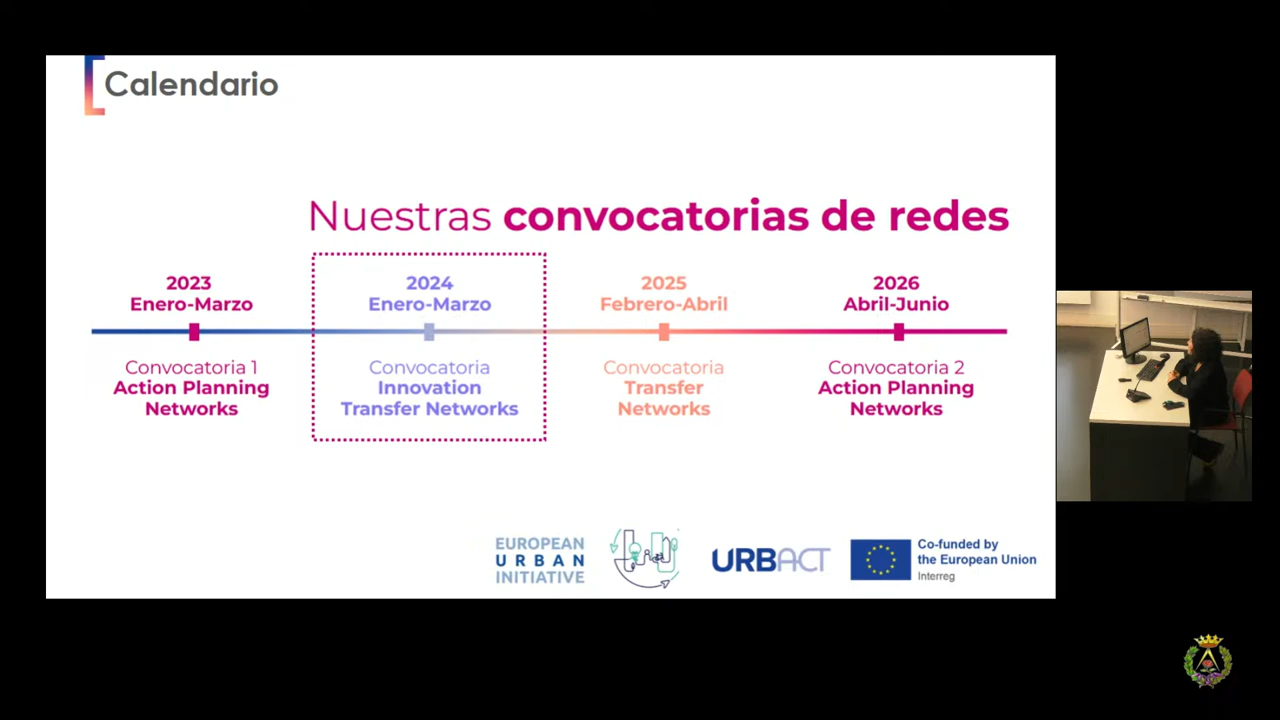 Calendario
Nuestras convocatorias de redes
2023
Enero-Marzo
Convocatoria 1
Action Planning
Networks
2024
Enero-Marzo
Convocatoria
Innovation
Transfer Networks
2025
Febrero-Abril
Convocatoria
Transfer
Networks
2026
Abril-Junio
Convocatoria 2
Action Planning
Networks
EUROPEAN
URBAN
INITIATIVE
URBACT
Co-funded by
the European Union
Interreg